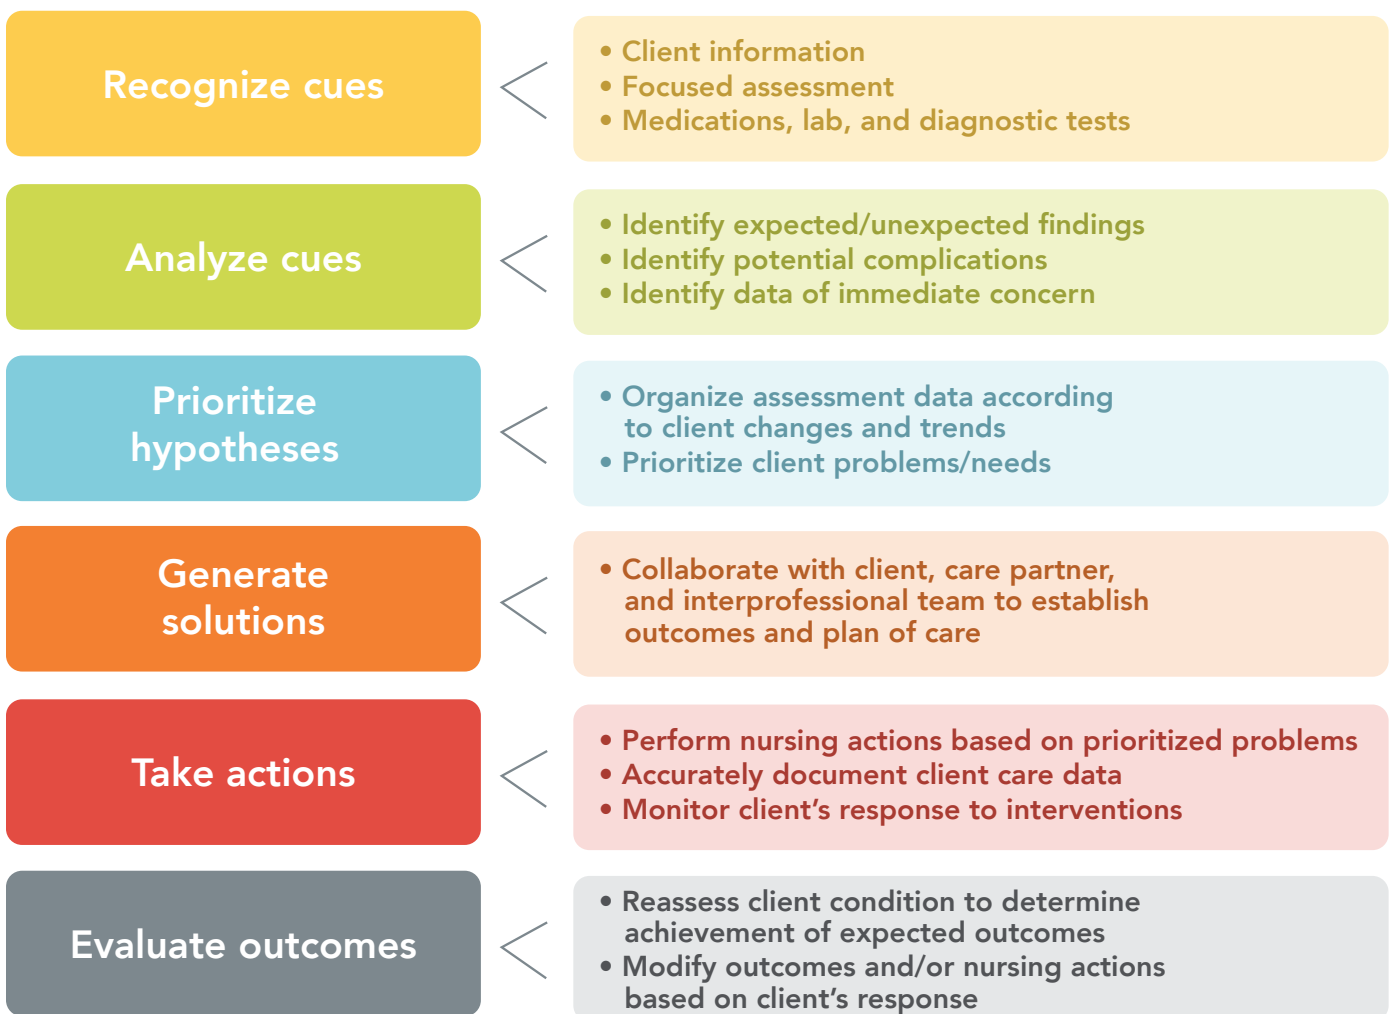 Recognize cues
• Client information
• Focused assessment
• Medications, lab, and diagnostic tests
Analyze cues
• Identify expected/unexpected findings
• Identify potential complications
• Identify data of immediate concern
Prioritize
hypotheses
• Organize assessment data according
to client changes and trends
• Prioritize client problems/needs
Generate
solutions
• Collaborate with client, care partner,
and interprofessional team to establish
outcomes and plan of care
Take actions
• Perform nursing actions based on prioritized problems
• Accurately document client care data
• Monitor client’s response to interventions
Evaluate outcomes
• Reassess client condition to determine
achievement of expected outcomes
• Modify outcomes and/or nursing actions
based on client’s response